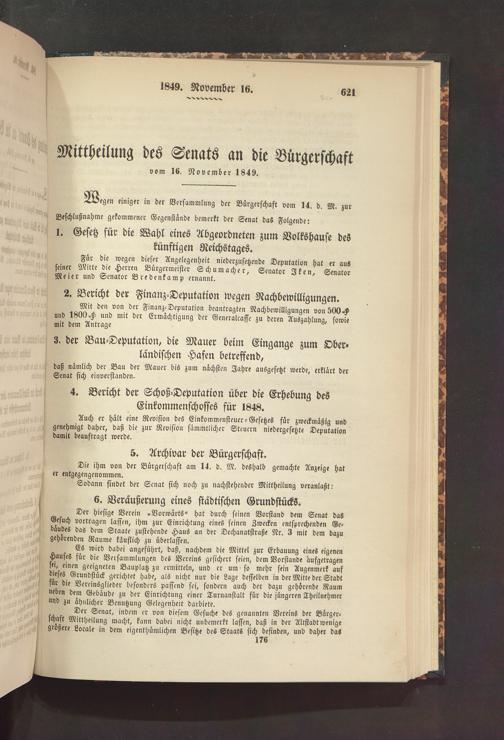 1849. November 16.
621
Mittheilung des Senats an die Bürgerschaft
vom 16. November 1849.
Wegen einiger in der Versammlung der Bürgerschaft vom 14. d. M. zur
Beschlußnahme gekommener Gegenstände bemerkt der Senat das Folgende:
1. Gesetz für die Wahl eines Abgeordneten zum Volkshause des
künftigen Reichstages.
Für die wegen dieser Angelegenheit niederzusetzende Deputation hat er aus
seiner Mitte die Herren Bürgermeister Schumacher, Senator Iken, Senator
Meier und Senator Bredenkamp ernannt.
2. Bericht der Finanz-Deputation wegen Nachbewilligungen.
Mit den von der Finanz-Deputation beantragten Nachbewilligungen von 500 ₰
und 1800 ₰ und mit der Ermächtigung der Generalcasse zu deren Auszahlung, sowie
mit dem Antrage
3. der Bau-Deputation, die Mauer beim Eingange zum Ober-
ländischen Hafen betreffend,
daß nämlich der Bau der Mauer bis zum nächsten Jahre ausgesetzt werde, erklärt der
Senat sich einverstanden.
4. Bericht der Schoß-Deputation über die Erhebung des
Einkommenschosses für 1848.
Auch er hält eine Revision des Einkommensteuer-Gesetzes für zweckmäßig und
genehmigt daher, daß die zur Revision sämmtlicher Steuern niedergesetzte Deputation
damit beauftragt werde.
5. Archivar der Bürgerschaft.
Die ihm von der Bürgerschaft am 14. d. M. deshalb gemachte Anzeige hat
er entgegengenommen.
Sodann findet der Senat sich noch zu nachstehender Mittheilung veranlaßt:
6. Veräußerung eines städtischen Grundstücks.
Der hiesige Verein „Vorwärts" hat durch seinen Vorstand dem Senat das
Gesuch vortragen lassen, ihm zur Einrichtung eines seinen Zwecken entsprechenden Ge-
bäudes das dem Staate zustehende Haus an der Dechanatstraße Nr. 3 mit dem dazu
gehörenden Raume käuflich zu überlassen.
Es wird dabei angeführt, daß, nachdem die Mittel zur Erbauung eines eigenen
Hauses für die Versammlungen des Vereins gesichert seien, dem Vorstande aufgetragen
sei, einen geeigneten Bauplatz zu ermitteln, und er um so mehr sein Augenmerk auf
dieses Grundstück gerichtet habe, als nicht nur die Lage desselben in der Mitte der Stadt
für die Vereinsglieder besonders passend sei, sondern auch der dazu gehörende Raum
neben dem Gebäude zu der Einrichtung einer Turnanstalt für die jüngeren Theilnehmer
und zu ähnlicher Benutzung Gelegenheit darbiete.
Der Senat, indem er von diesem Gesuche des genannten Vereins der Bürger-
schaft Mittheilung macht, kann dabei nicht unbemerkt lassen, daß in der Altstadt wenige
größere Locale in dem eigenthümlichen Besitze des Staats sich befinden, und daher das
176